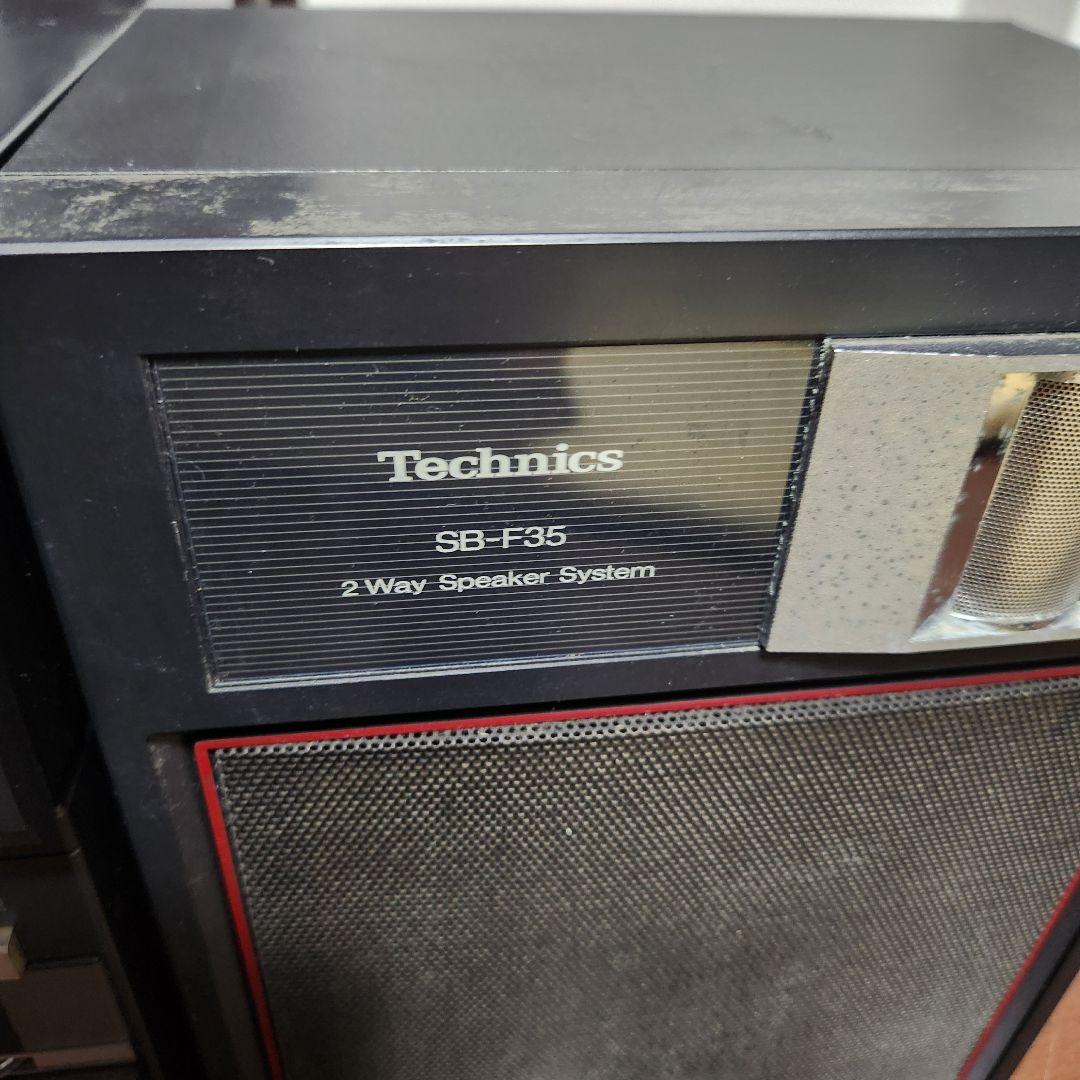 Technics
SB-F35
2 Way Speaker System